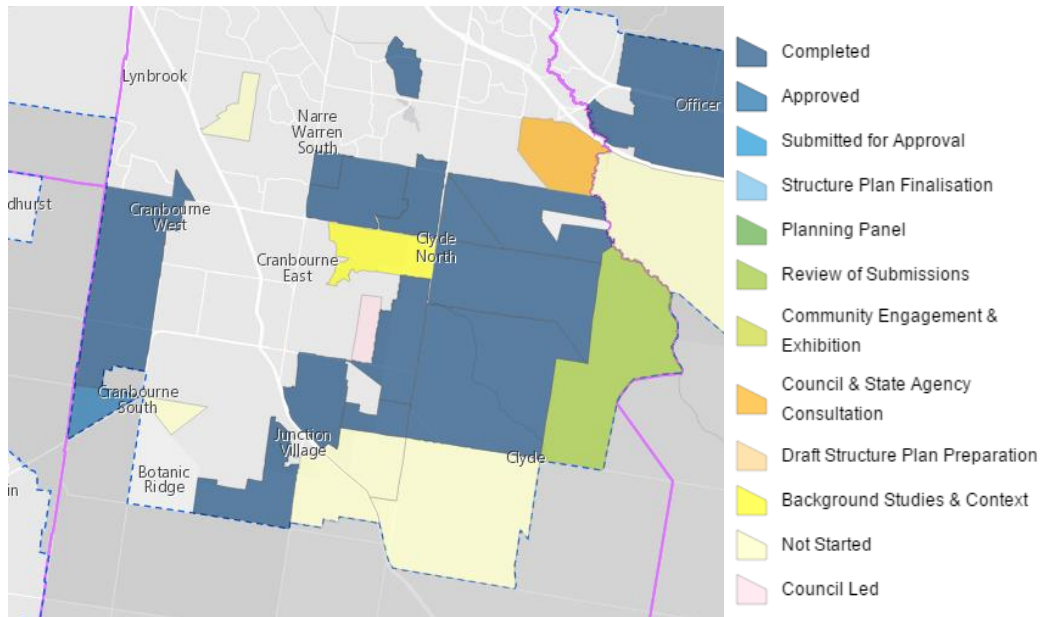 Lynbrook
Officer
Narre
Warren
South
dhurst
Cranbourne
West
Clyde
North
Cranbourne
East
Cranbourne
South
Junction
Village
Clyde
Botanic
Ridge
in
Completed
Approved
Submitted for Approval
Structure Plan Finalisation
Planning Panel
Review of Submissions
Community Engagement &
Exhibition
Council & State Agency
Consultation
Draft Structure Plan Preparation
Background Studies & Context
Not Started
Council Led